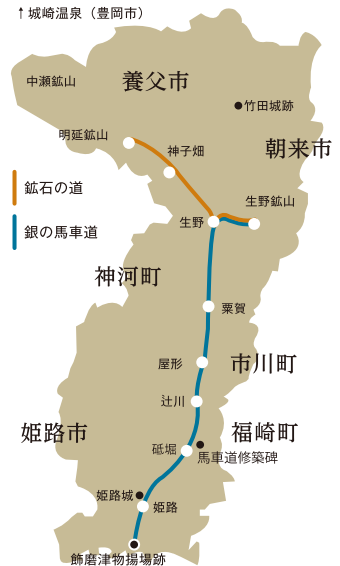 ↑城崎温泉（豊岡市）
中瀬鉱山
養父市
竹田城跡
明延鉱山
神子畑
朝来市
鉱石の道
生野鉱山
生野
銀の馬車道
神河町
粟賀
屋形
市川町
辻川
姫路市
福崎町
砥堀
馬車道修築碑
姫路城
姫路
飾磨津物揚場跡